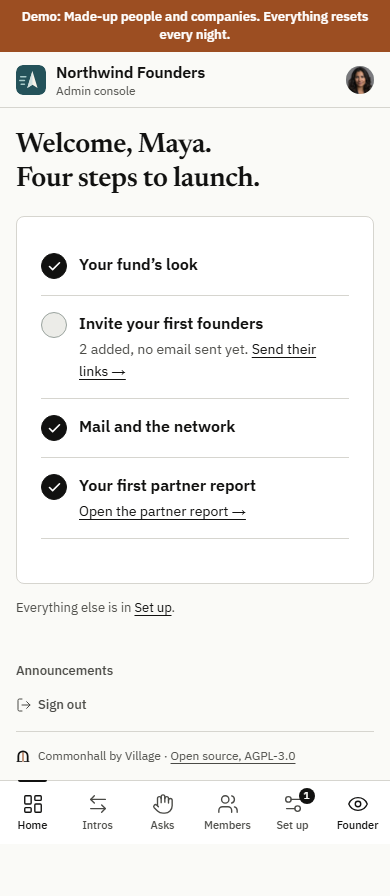 Demo: Made-up people and companies. Everything resets
every night.
Northwind Founders
Admin console
Welcome, Maya.
Four steps to launch.
Your fund’s look
Invite your first founders
2 added, no email sent yet. Send their
links →
Mail and the network
Your first partner report
Open the partner report →
Everything else is in Set up.
Announcements
Sign out
Commonhall by Village · Open source, AGPL-3.0
1
Home Intros Asks Members Set up Founder